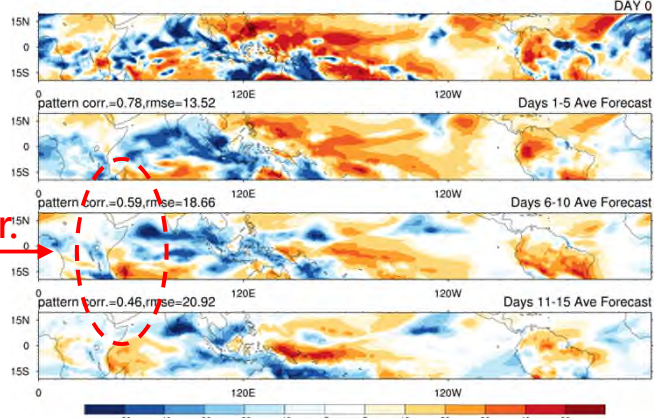 DAY 0
15N
0
15S
0 120E 120W
pattern corr.=0.78,rmse=13.52 Days 1-5 Ave Forecast
15N
0
15S
0 120E 120W
pattern corr.=0.59,rmse=18.66 Days 6-10 Ave Forecast
r.
15N
0
15S
0 120E 120W
pattern corr.=0.46,rmse=20.92 Days 11-15 Ave Forecast
15N
0
15S